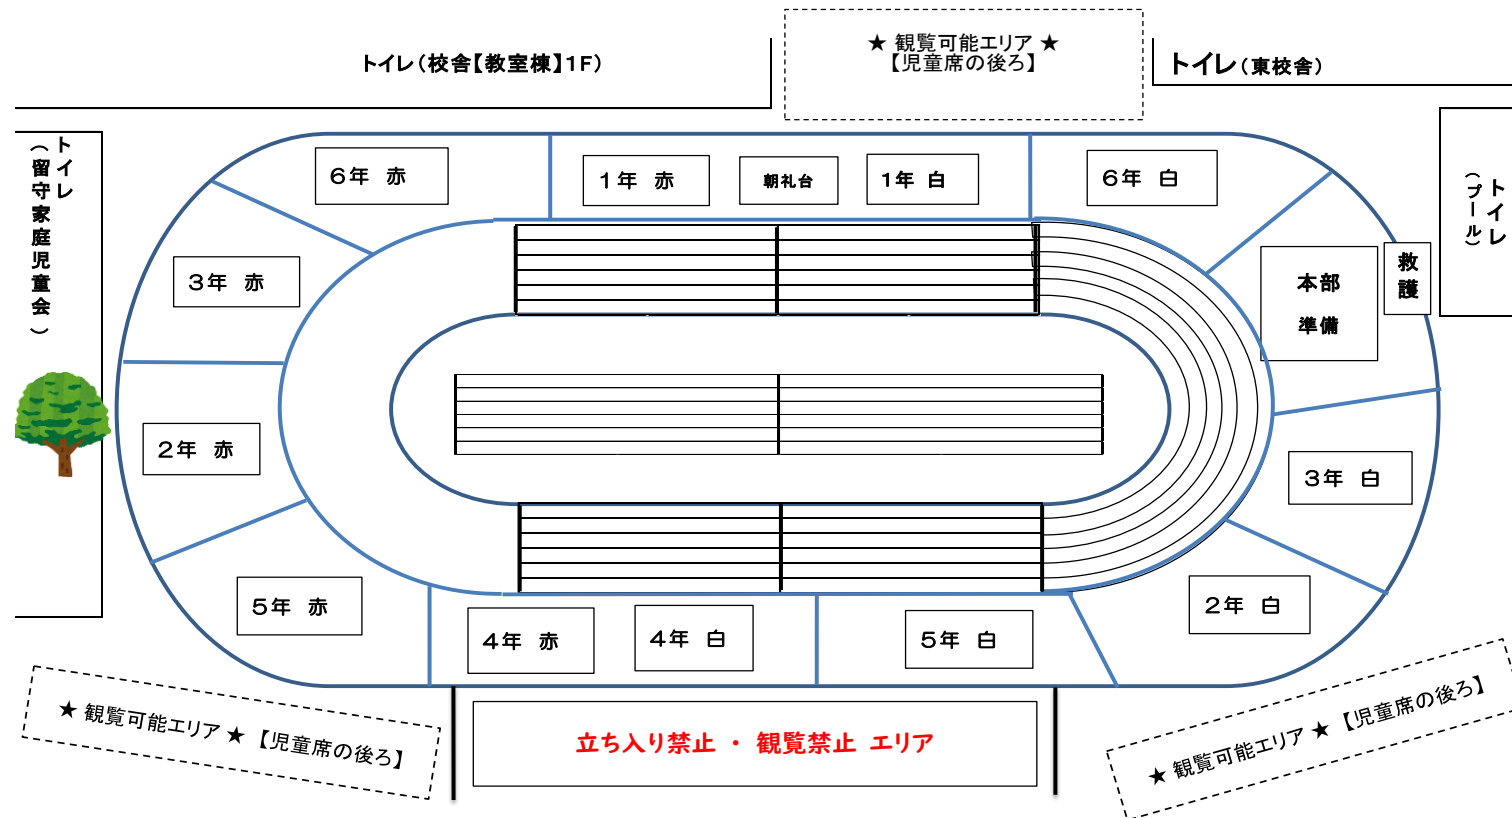 トイレ（校舎【教室棟】１Ｆ）
★ 観覧可能エリア ★
【児童席の後ろ】
トイレ（東校舎）
トイレ
（留守家庭児童会）
トイレ
（プール）
６年　赤
１年　赤
朝礼台
１年　白
６年　白
３年　赤
本部
準備
救護
２年　赤
３年　白
５年　赤
４年　赤
４年　白
５年　白
２年　白
★ 観覧可能エリア ★ 【児童席の後ろ】
立ち入り禁止 ・ 観覧禁止 エリア
★ 観覧可能エリア ★ 【児童席の後ろ】